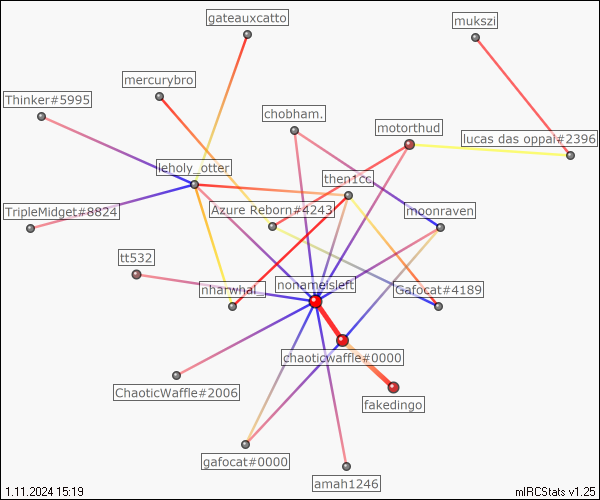 gateauxcatto
mukszi
mercurybro
Thinker#5995
chobham.
motorthud
lucas das oppai#2396
leholy_otter
then1cc
TripleMidget#8824
Azure Reborn#4243
moonraven
tt532
nonameisleft
nharwhal_
Gafocat#4189
chaoticwaffle#0000
ChaoticWaffle#2006
fakedingo
gafocat#0000
amah1246
1.11.2024 15:19
mIRCStats v1.25